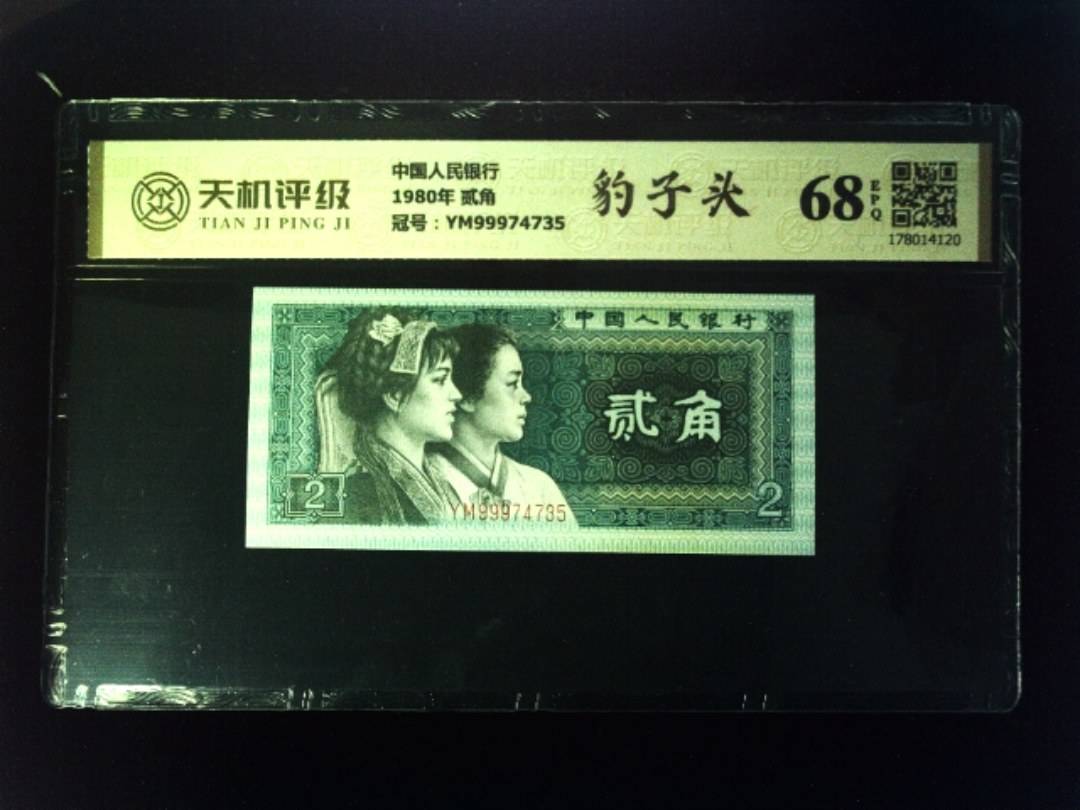 天机评级
TIAN JI PING JI
中国人民银行
1980年 贰角
冠号：YM99974735
豹子头
68
EPQ
178014120
中国人民银行
贰角
2
YM99974735
2